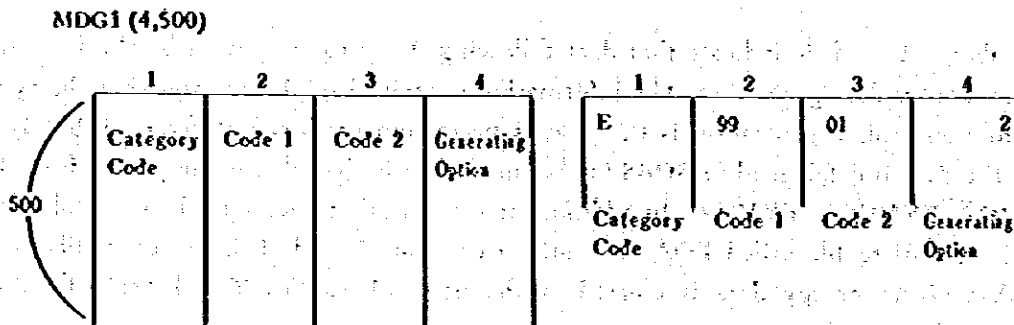 MDG1 (4,500)
1 2 3 4
Category Code 1 Code 2 Generating
Code Option
500
1 2 3 4
E 99 01 2
Category Code 1 Code 2 Generating
Code Option